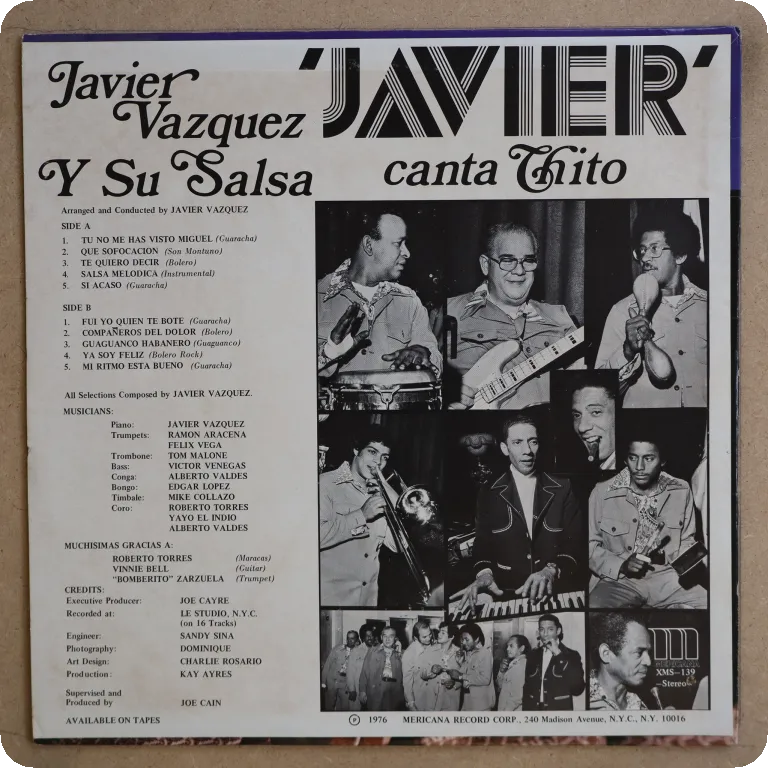 Javier Vazquez
Y Su Salsa
'JAVIER'
canta Chito
Arranged and Conducted by JAVIER VAZQUEZ
SIDE A
1. TU NO ME HAS VISTO MIGUEL (Guaracha)
2. QUE SOFOCACION (Son Montano)
3. TE QUIERO DECIR (Bolero)
4. SALSA MELODICA (Instrumental)
5. SI ACASO (Guaracha)
SIDE B
1. FUI YO QUIEN TE BOTE (Guaracha)
2. COMPAÑEROS DEL DOLOR (Bolero)
3. GUAGUANCO HABANERO (Guaguanco)
4. YA SOY FELIZ (Bolero Rock)
5. MI RITMO ESTA BUENO (Guaracha)
All Selections Composed by JAVIER VAZQUEZ.
MUSICIANS:
Piano: JAVIER VAZQUEZ
Trumpets: RAMON ARACENA
FELIX VEGA
Trombone: TOM MALONE
Bass: VICTOR VENEGAS
Conga: ALBERTO VALDES
Bongo: EDGAR LOPEZ
Timbale: MIKE COLLAZO
Coro: ROBERTO TORRES
YAYO EL INDIO
ALBERTO VALDES
MUCHISIMAS GRACIAS A:
ROBERTO TORRES (Maracas)
VINNIE BELL (Guitar)
"BOMBERITO" ZARZUELA (Trumpet)
CREDITS:
Executive Producer: JOE CAYRE
Recorded at: LE STUDIO, N.Y.C.
(on 16 Tracks)
Engineer: SANDY SINA
Photography: DOMINIQUE
Art Design: CHARLIE ROSARIO
Production: KAY AYRES
Supervised and
Produced by JOE CAIN
AVAILABLE ON TAPES
XMS-139
-Stereo-
℗ 1976 MERICANA RECORD CORP., 240 Madison Avenue, N.Y.C., N.Y. 10016